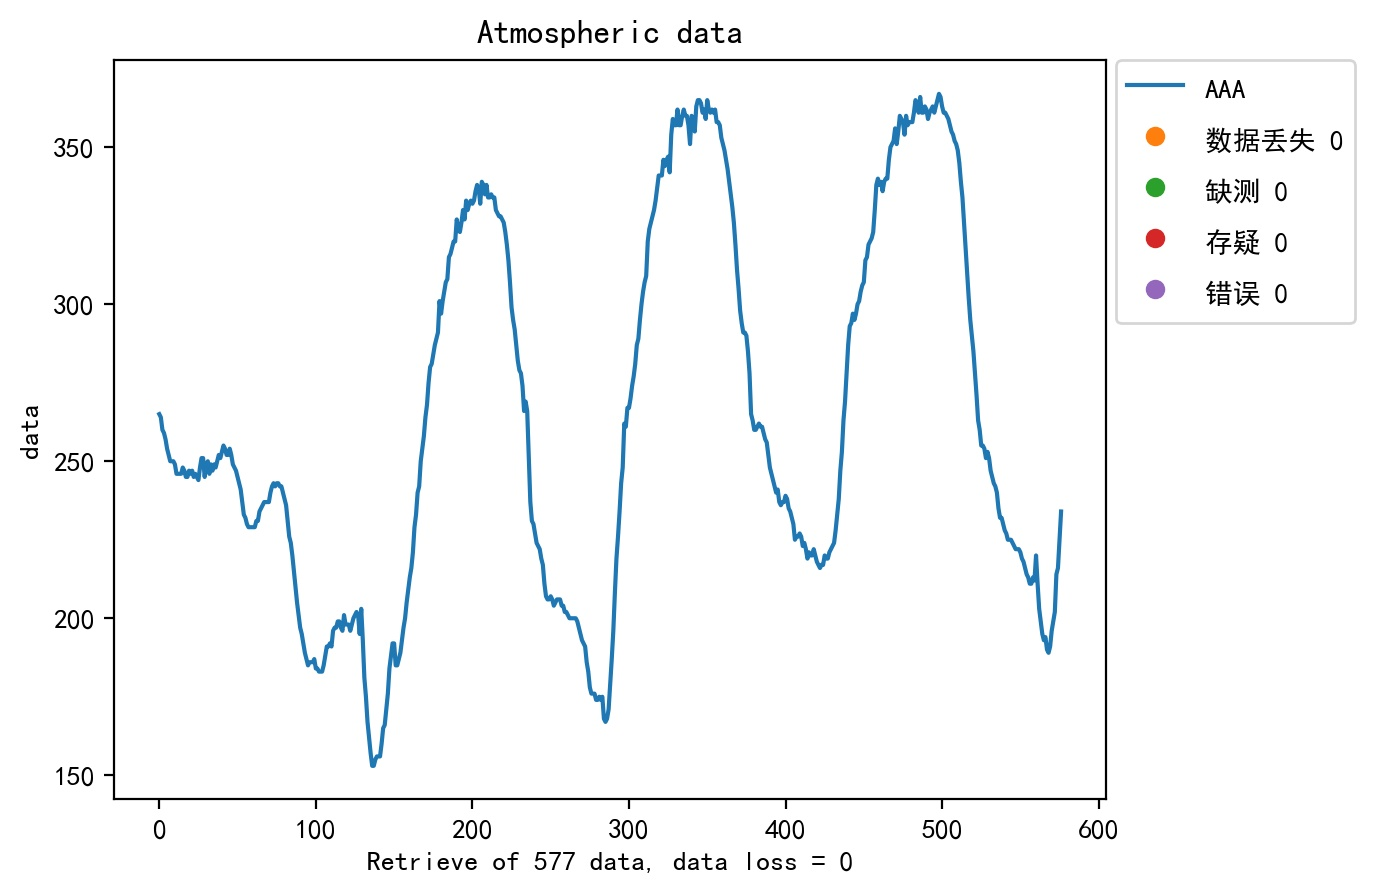 Atmospheric data
AAA
数据丢失 0
缺测 0
存疑 0
错误 0
350
300
250
200
150
data
0 100 200 300 400 500 600
Retrieve of 577 data, data loss = 0